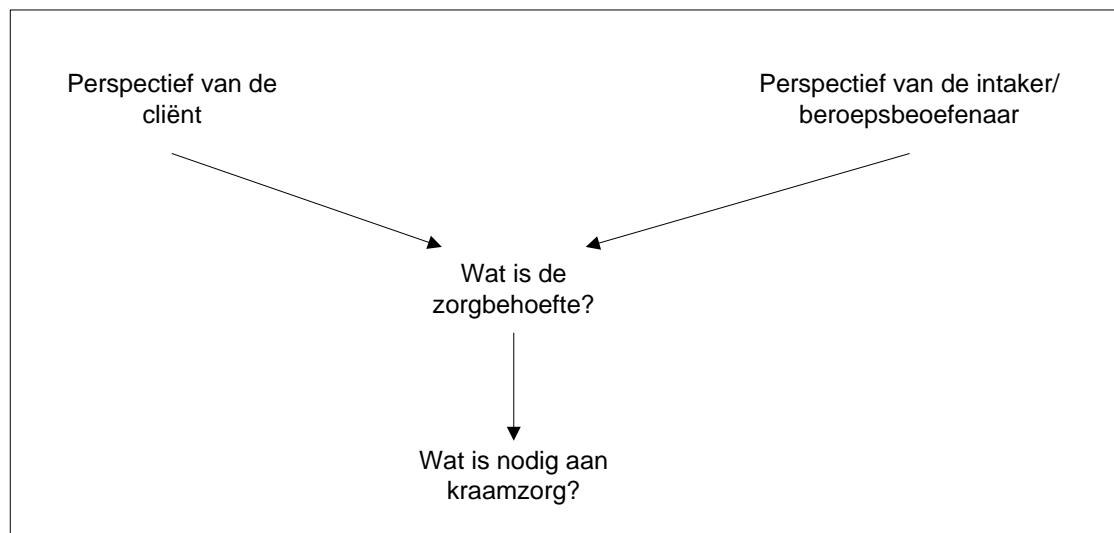 Perspectief van de
cliënt
Perspectief van de intaker/
beroepsbeoefenaar
Wat is de
zorgbehoefte?
Wat is nodig aan
kraamzorg?